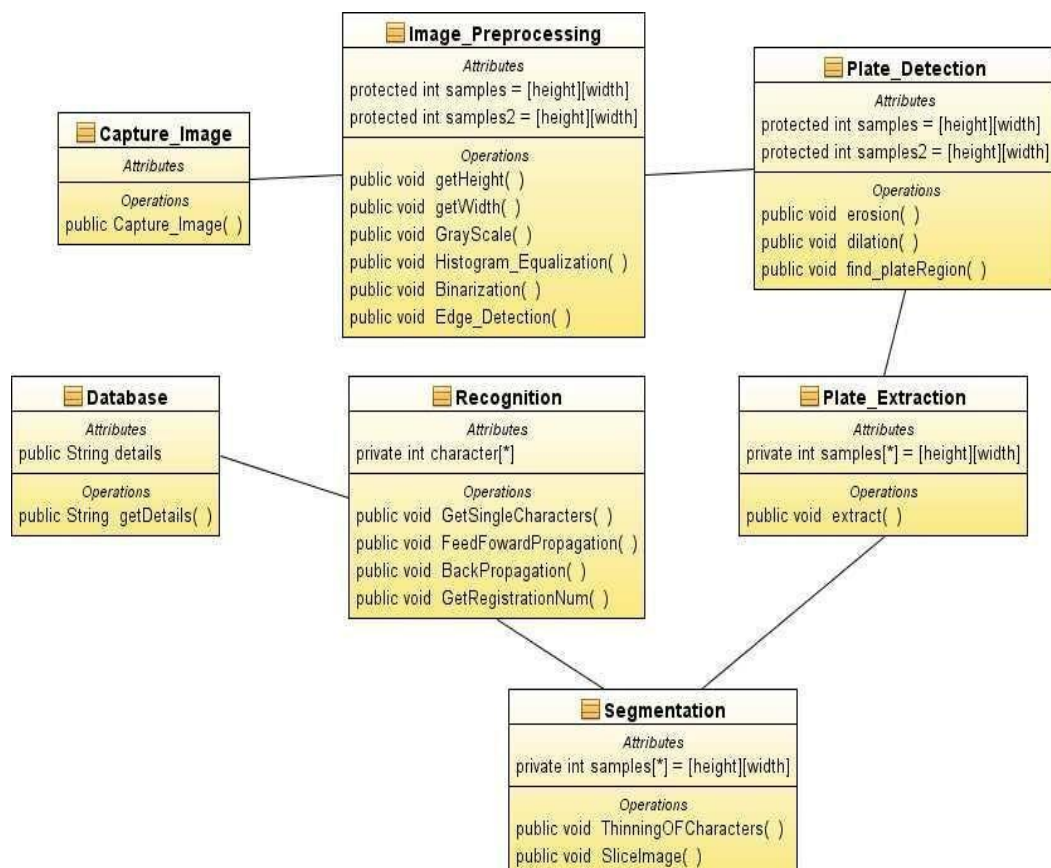 Image_Preprocessing
Attributes
protected int samples = [height][width]
protected int samples2 = [height][width]
Operations
public void getHeight( )
public void getWidth( )
public void GrayScale( )
public void Histogram_Equalization( )
public void Binarization( )
public void Edge_Detection( )
Plate_Detection
Attributes
protected int samples = [height][width]
protected int samples2 = [height][width]
Operations
public void erosion( )
public void dilation( )
public void find_plateRegion( )
Capture_Image
Attributes
Operations
public Capture_Image( )
Database
Attributes
public String details
Operations
public String getDetails( )
Recognition
Attributes
private int character[*]
Operations
public void GetSingleCharacters( )
public void FeedFowardPropagation( )
public void BackPropagation( )
public void GetRegistrationNum( )
Plate_Extraction
Attributes
private int samples[*] = [height][width]
Operations
public void extract( )
Segmentation
Attributes
private int samples[*] = [height][width]
Operations
public void ThinningOFCharacters( )
public void SliceImage( )